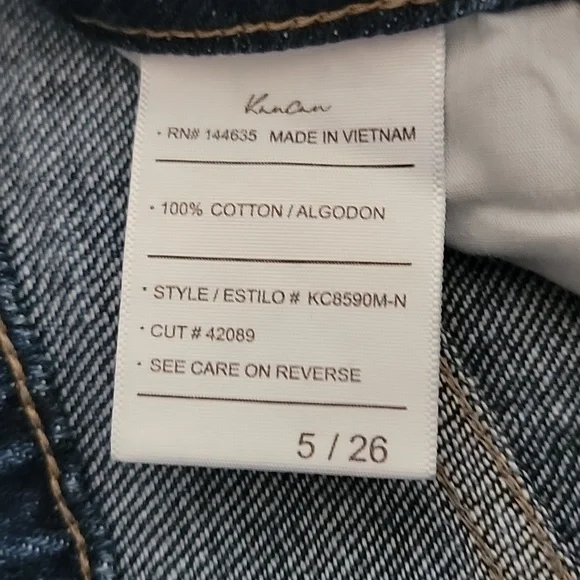 KanCan
· RN# 144635 MADE IN VIETNAM
· 100% COTTON / ALGODON
· STYLE / ESTILO # KC8590M-N
· CUT # 42089
· SEE CARE ON REVERSE
5 / 26